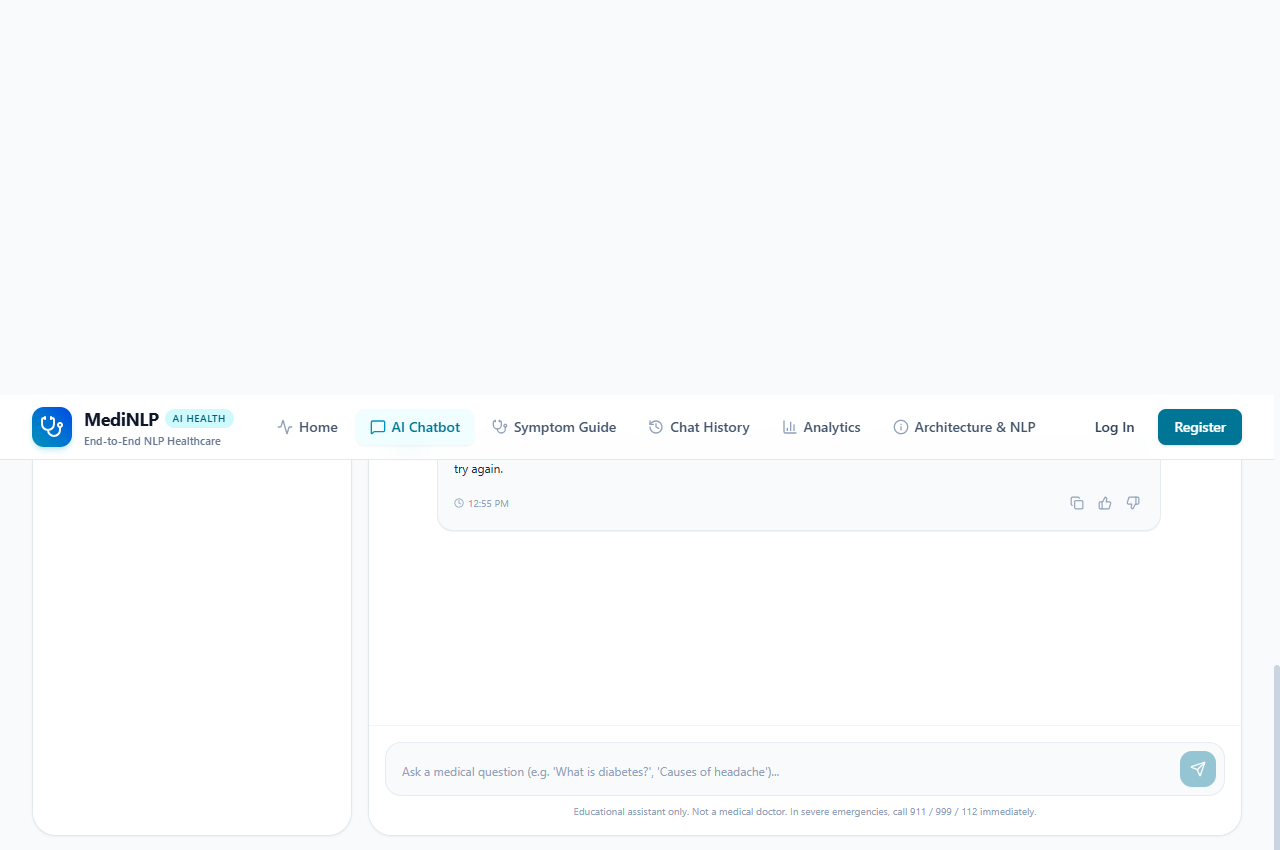 MediNLP AI HEALTH
End-to-End NLP Healthcare
Home AI Chatbot Symptom Guide Chat History Analytics Architecture & NLP Log In Register
try again.
12:55 PM
Ask a medical question (e.g. 'What is diabetes?', 'Causes of headache')...
Educational assistant only. Not a medical doctor. In severe emergencies, call 911 / 999 / 112 immediately.